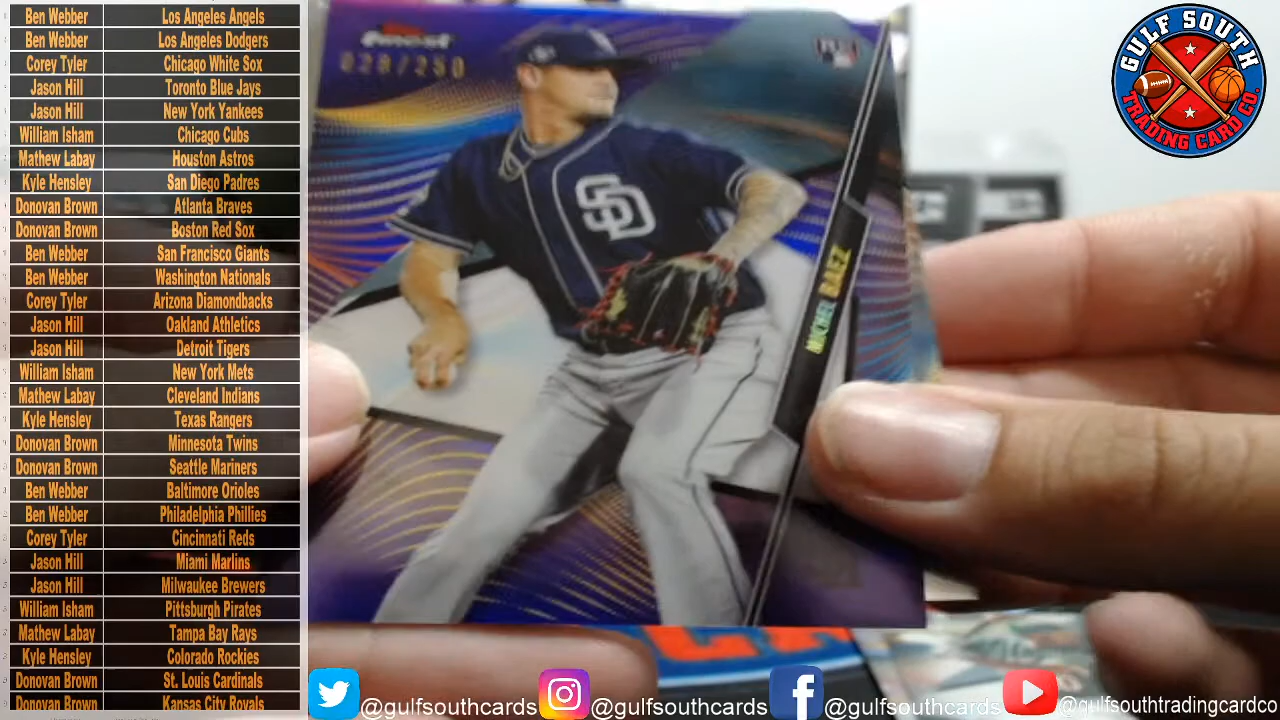 Ben Webber Los Angeles Angels
Ben Webber Los Angeles Dodgers
Corey Tyler Chicago White Sox
Jason Hill Toronto Blue Jays
Jason Hill New York Yankees
William Isham Chicago Cubs
Mathew Labay Houston Astros
Kyle Hensley San Diego Padres
Donovan Brown Atlanta Braves
Donovan Brown Boston Red Sox
Ben Webber San Francisco Giants
Ben Webber Washington Nationals
Corey Tyler Arizona Diamondbacks
Jason Hill Oakland Athletics
Jason Hill Detroit Tigers
William Isham New York Mets
Mathew Labay Cleveland Indians
Kyle Hensley Texas Rangers
Donovan Brown Minnesota Twins
Donovan Brown Seattle Mariners
Ben Webber Baltimore Orioles
Ben Webber Philadelphia Phillies
Corey Tyler Cincinnati Reds
Jason Hill Miami Marlins
Jason Hill Milwaukee Brewers
William Isham Pittsburgh Pirates
Mathew Labay Tampa Bay Rays
Kyle Hensley Colorado Rockies
Donovan Brown St. Louis Cardinals
Donovan Brown Kansas City Royals
finest
029/250
SD
MICHEL BAEZ
GULF SOUTH
TRADING CARD CO.
@gulfsouthcards
@gulfsouthcards
@gulfsouthcards
@gulfsouthtradingcardco